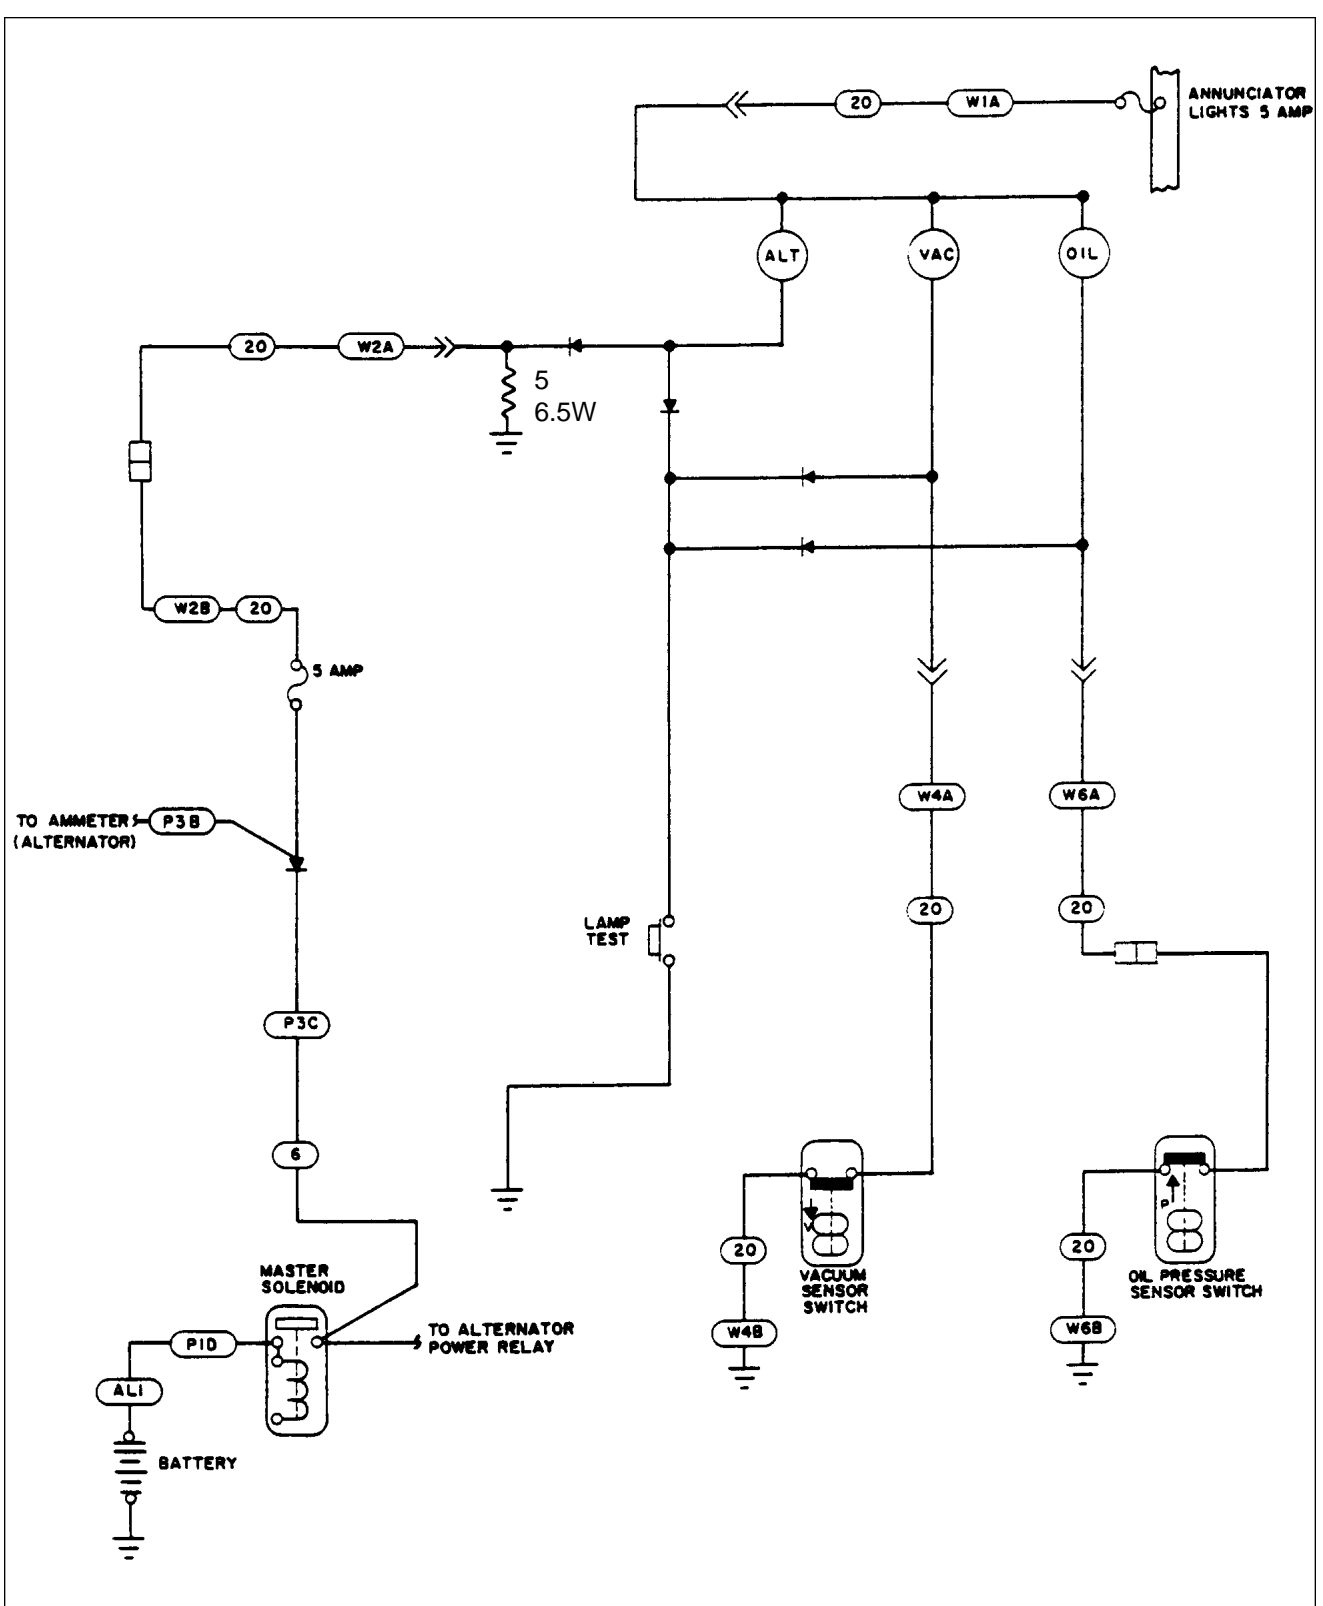 20
W1A
ANNUNCIATOR
LIGHTS 5 AMP
ALT
VAC
OIL
20
W2A
5
6.5W
W2B
20
5 AMP
TO AMMETER
(ALTERNATOR)
P3B
W4A
W6A
LAMP
TEST
20
20
P3C
6
P
V
20
20
VACUUM
SENSOR
SWITCH
OIL PRESSURE
SENSOR SWITCH
MASTER
SOLENOID
W4B
W6B
P1D
TO ALTERNATOR
POWER RELAY
AL1
BATTERY